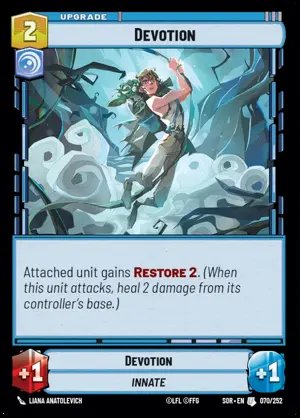 UPGRADE
2
DEVOTION
Attached unit gains RESTORE 2. (When
this unit attacks, heal 2 damage from its
controller's base.)
+1
DEVOTION
INNATE
+1
LIANA ANATOLEVICH
©LFL ©FFG
SOR • EN
070/252